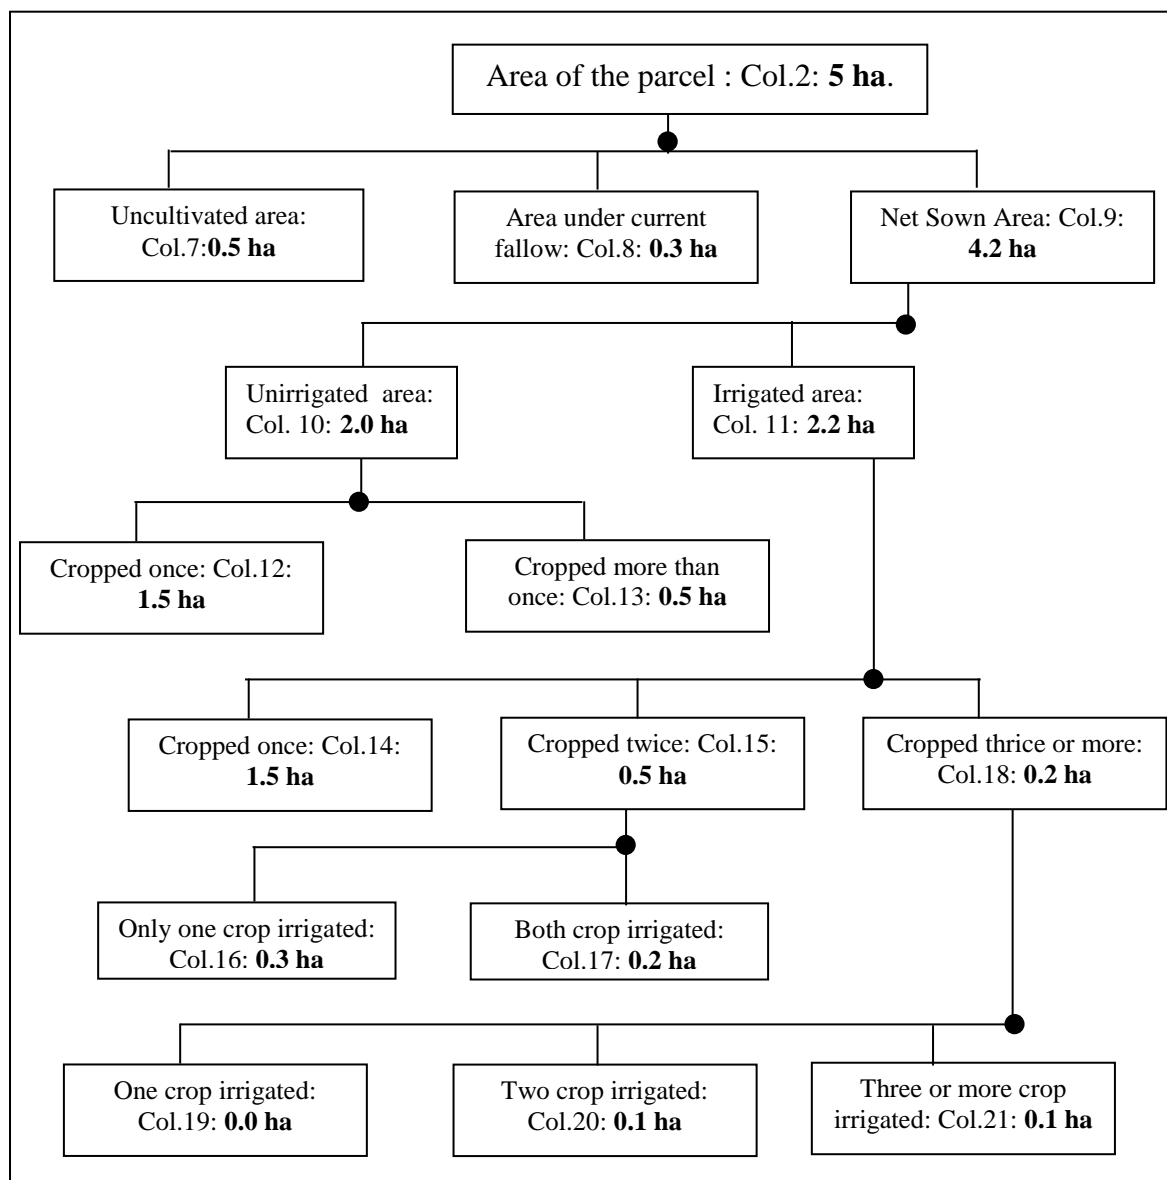 Area of the parcel : Col.2: 5 ha.
Uncultivated area:
Col.7:0.5 ha
Area under current
fallow: Col.8: 0.3 ha
Net Sown Area: Col.9:
4.2 ha
Unirrigated area:
Col. 10: 2.0 ha
Irrigated area:
Col. 11: 2.2 ha
Cropped once: Col.12:
1.5 ha
Cropped more than
once: Col.13: 0.5 ha
Cropped once: Col.14:
1.5 ha
Cropped twice: Col.15:
0.5 ha
Cropped thrice or more:
Col.18: 0.2 ha
Only one crop irrigated:
Col.16: 0.3 ha
Both crop irrigated:
Col.17: 0.2 ha
One crop irrigated:
Col.19: 0.0 ha
Two crop irrigated:
Col.20: 0.1 ha
Three or more crop
irrigated: Col.21: 0.1 ha